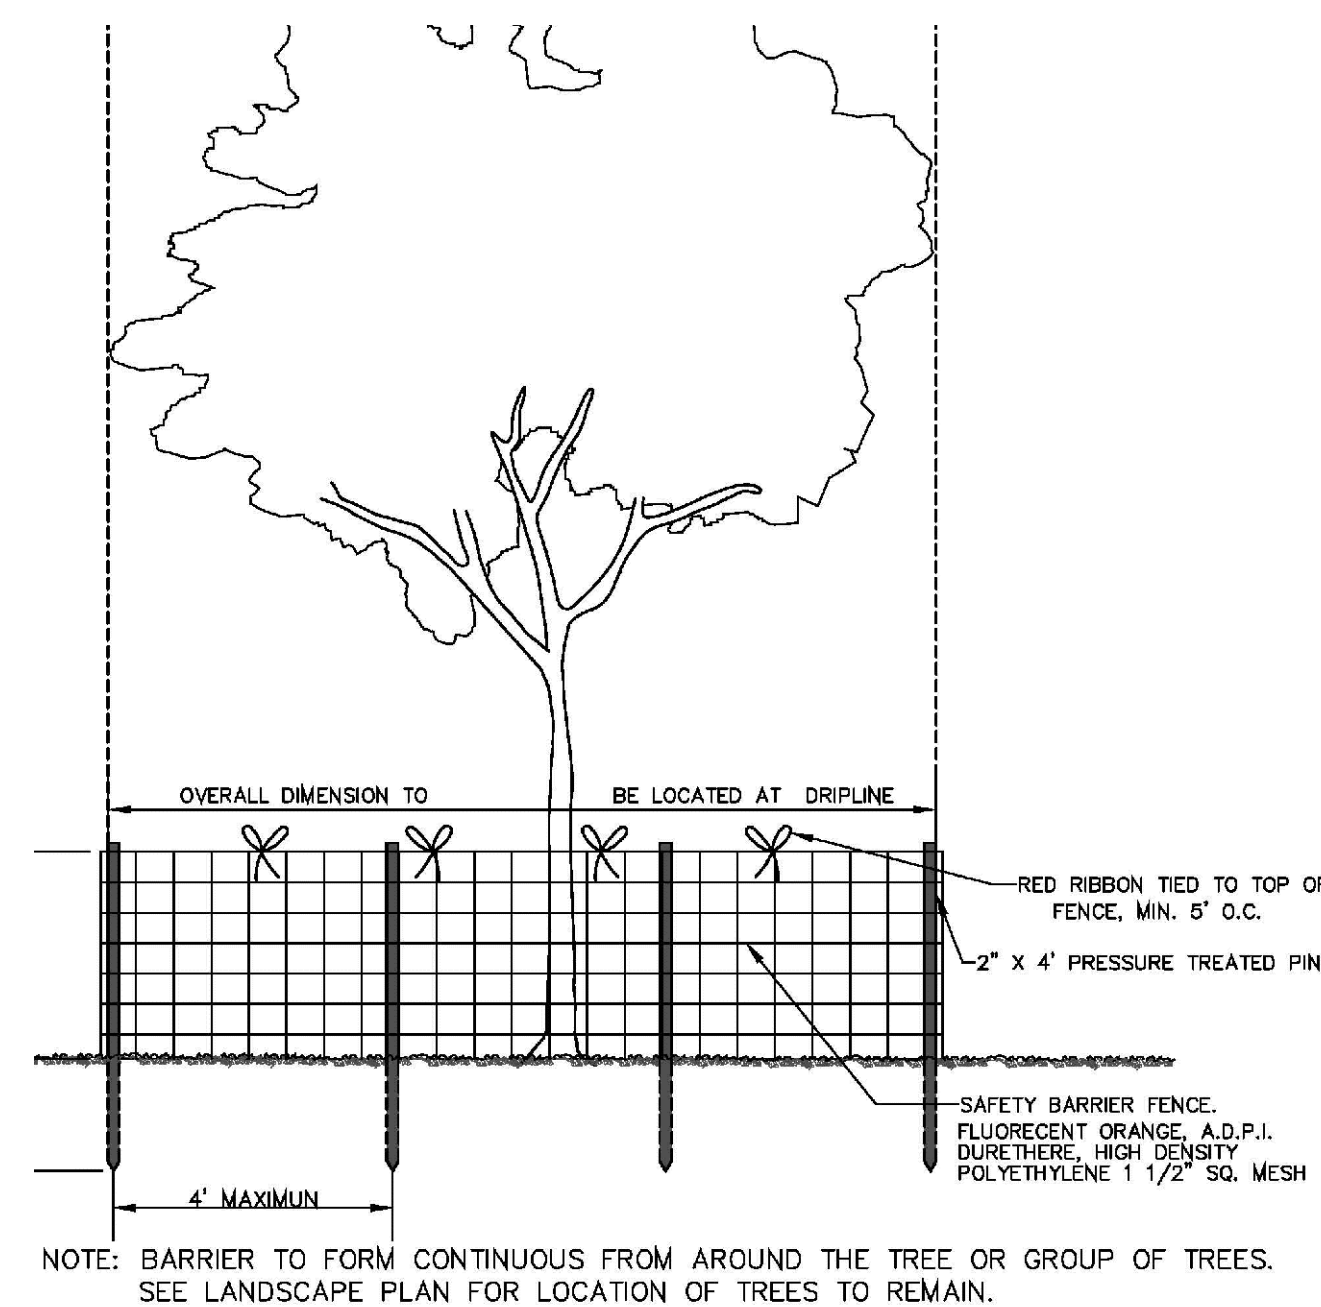 OVERALL DIMENSION TO BE LOCATED AT DRIPLINE
RED RIBBON TIED TO TOP
FENCE, MIN. 5' O.C.
2" X 4' PRESSURE TREATED
SAFETY BARRIER FENCE.
FLUORECENT ORANGE, A.D.P.I.
DURETHERE, HIGH DENSITY
POLYETHYLENE 1 1/2" SQ. MESH
4' MAXIMUN
NOTE: BARRIER TO FORM CONTINUOUS FROM AROUND THE TREE OR GROUP OF TREES.
SEE LANDSCAPE PLAN FOR LOCATION OF TREES TO REMAIN.